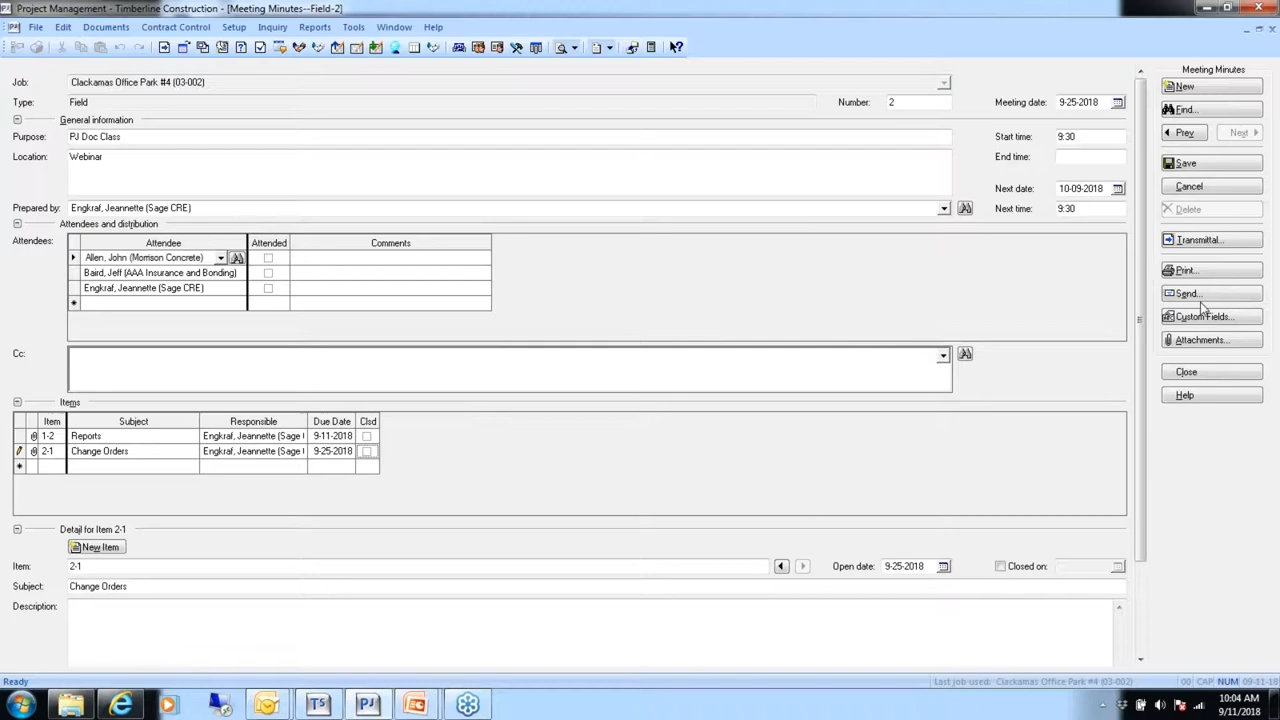 Project Management - Timberline Construction - [Meeting Minutes--Field-2]
File Edit Documents Contract Control Setup Inquiry Reports Tools Window Help
Meeting Minutes
Job: Clackamas Office Park #4 (03-002)
Type: Field Number: 2 Meeting date: 9-25-2018
General information
Purpose: PJ Doc Class Start time: 9:30
Location: Webinar End time:
Next date: 10-09-2018
Prepared by: Engkraf, Jeannette (Sage CRE) Next time: 9:30
Attendees and distribution
Attendees: Attendee Attended Comments
Allen, John (Morrison Concrete)
Baird, Jeff (AAA Insurance and Bonding)
Engkraf, Jeannette (Sage CRE)
Cc:
Items
Item Subject Responsible Due Date Clsd
1-2 Reports Engkraf, Jeannette (Sage 9-11-2018
2-1 Change Orders Engkraf, Jeannette (Sage 9-25-2018
Detail for Item 2-1
New Item
Item: 2-1 Open date: 9-25-2018 Closed on:
Subject: Change Orders
Description:
New
Find...
Prev Next
Save
Cancel
Delete
Transmittal...
Print...
Send...
Custom Fields...
Attachments...
Close
Help
Ready Last job used: Clackamas Office Park #4 (03-002) 00 CAP NUM 09-11-18
TS PJ
10:04 AM
9/11/2018